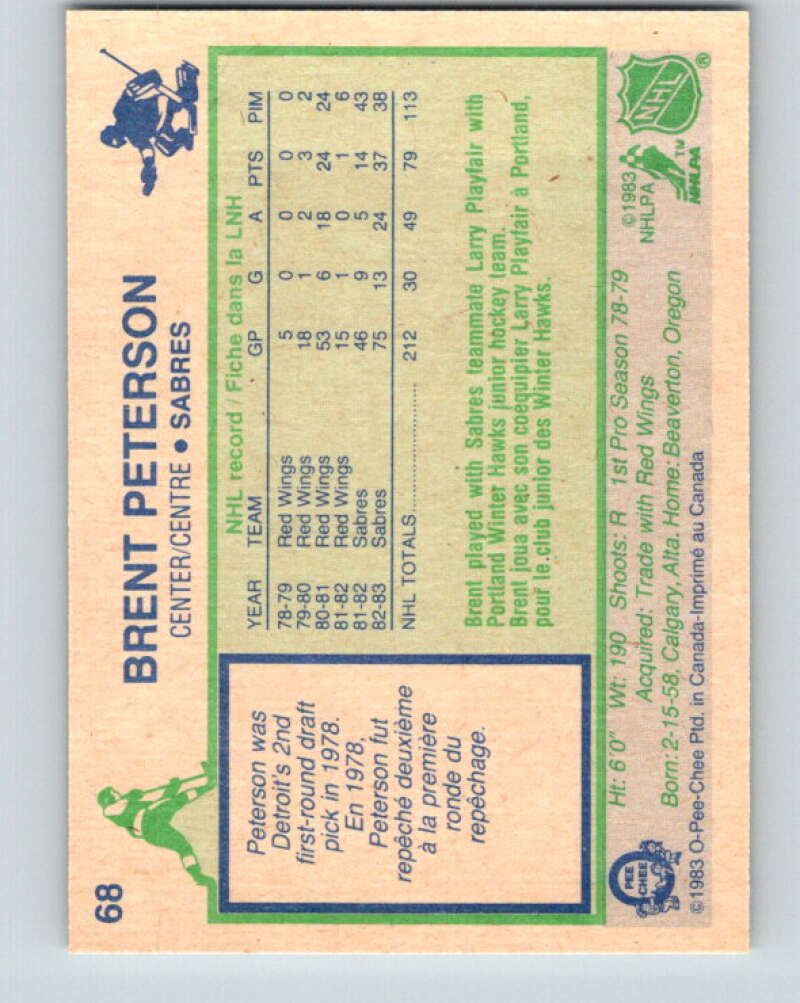 68
BRENT PETERSON
CENTER/CENTRE • SABRES
Peterson was
Detroit's 2nd
first-round draft
pick in 1978.
En 1978,
Peterson fut
repêché deuxième
à la première
ronde du
repêchage.
NHL record / Fiche dans la LNH
YEAR TEAM GP G A PTS PIM
78-79 Red Wings 5 0 0 0 0
79-80 Red Wings 18 1 2 3 2
80-81 Red Wings 53 6 18 24 24
81-82 Red Wings 15 1 0 1 6
81-82 Sabres 46 9 5 14 43
82-83 Sabres 75 13 24 37 38
NHL TOTALS.................... 212 30 49 79 113
Brent played with Sabres teammate Larry Playfair with
Portland Winter Hawks junior hockey team.
Brent joua avec son coéquipier Larry Playfair à Portland,
pour le club junior des Winter Hawks.
Ht: 6'0" Wt: 190 Shoots: R 1st Pro Season 78-79
Acquired: Trade with Red Wings
Born: 2-15-58, Calgary, Alta. Home: Beaverton, Oregon
©1983
NHLPA
NHLPA
TM
NHL
®
O
PEE
CHEE
©1983 O-Pee-Chee Ptd. in Canada-Imprimé au Canada